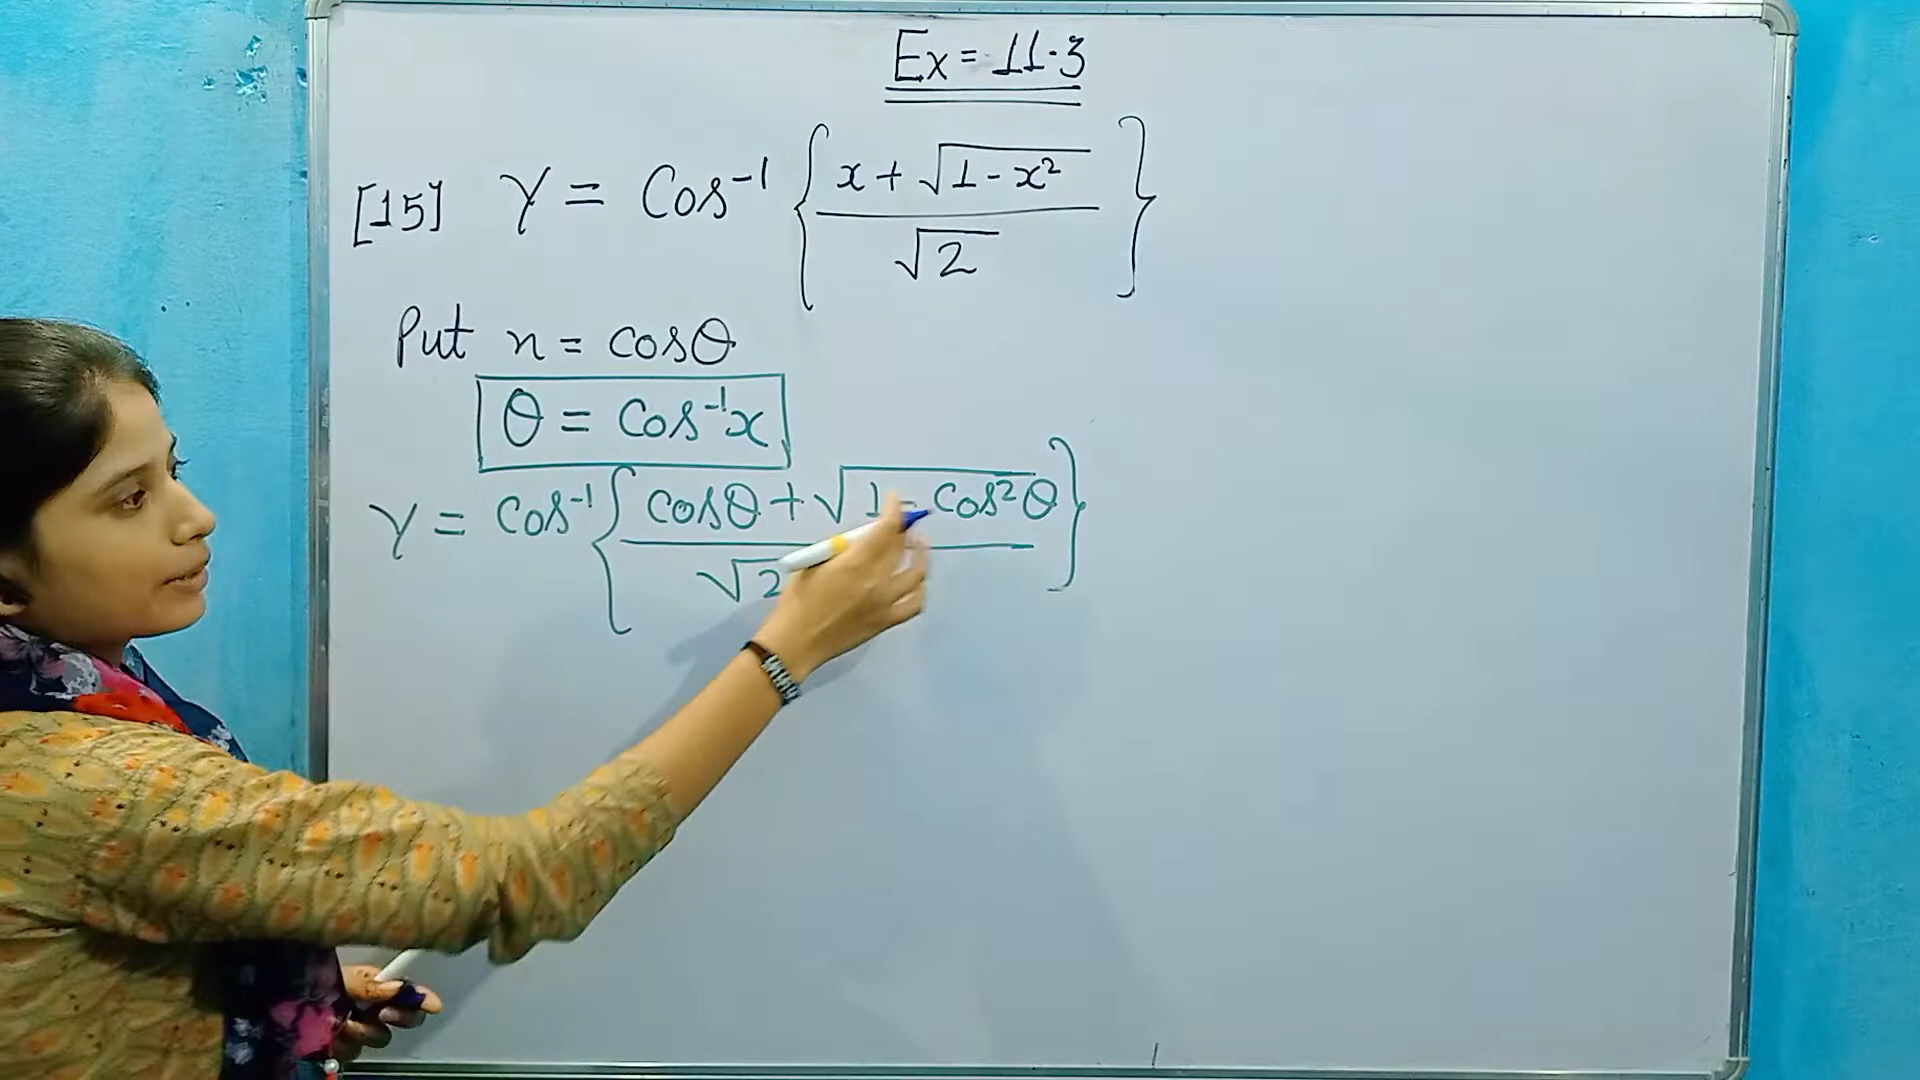 Ex = 11.3
[15] y = Cos⁻¹ { (x + √(1 - x²)) / √2 }
Put x = cosθ
θ = Cos⁻¹x
y = cos⁻¹ { (cosθ + √(1 - cos²θ)) / √2 }